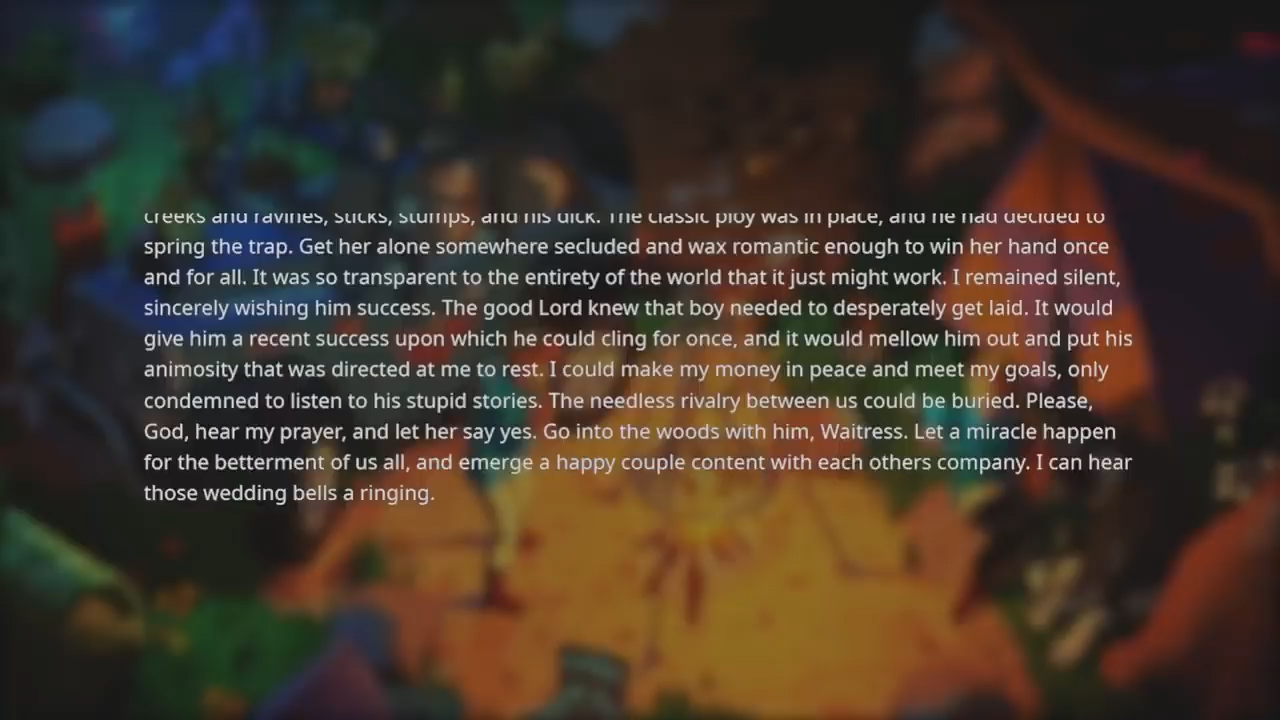 creeks and ravines, sticks, stumps, and his dick. The classic ploy was in place, and he had decided to
spring the trap. Get her alone somewhere secluded and wax romantic enough to win her hand once
and for all. It was so transparent to the entirety of the world that it just might work. I remained silent,
sincerely wishing him success. The good Lord knew that boy needed to desperately get laid. It would
give him a recent success upon which he could cling for once, and it would mellow him out and put his
animosity that was directed at me to rest. I could make my money in peace and meet my goals, only
condemned to listen to his stupid stories. The needless rivalry between us could be buried. Please,
God, hear my prayer, and let her say yes. Go into the woods with him, Waitress. Let a miracle happen
for the betterment of us all, and emerge a happy couple content with each others company. I can hear
those wedding bells a ringing.